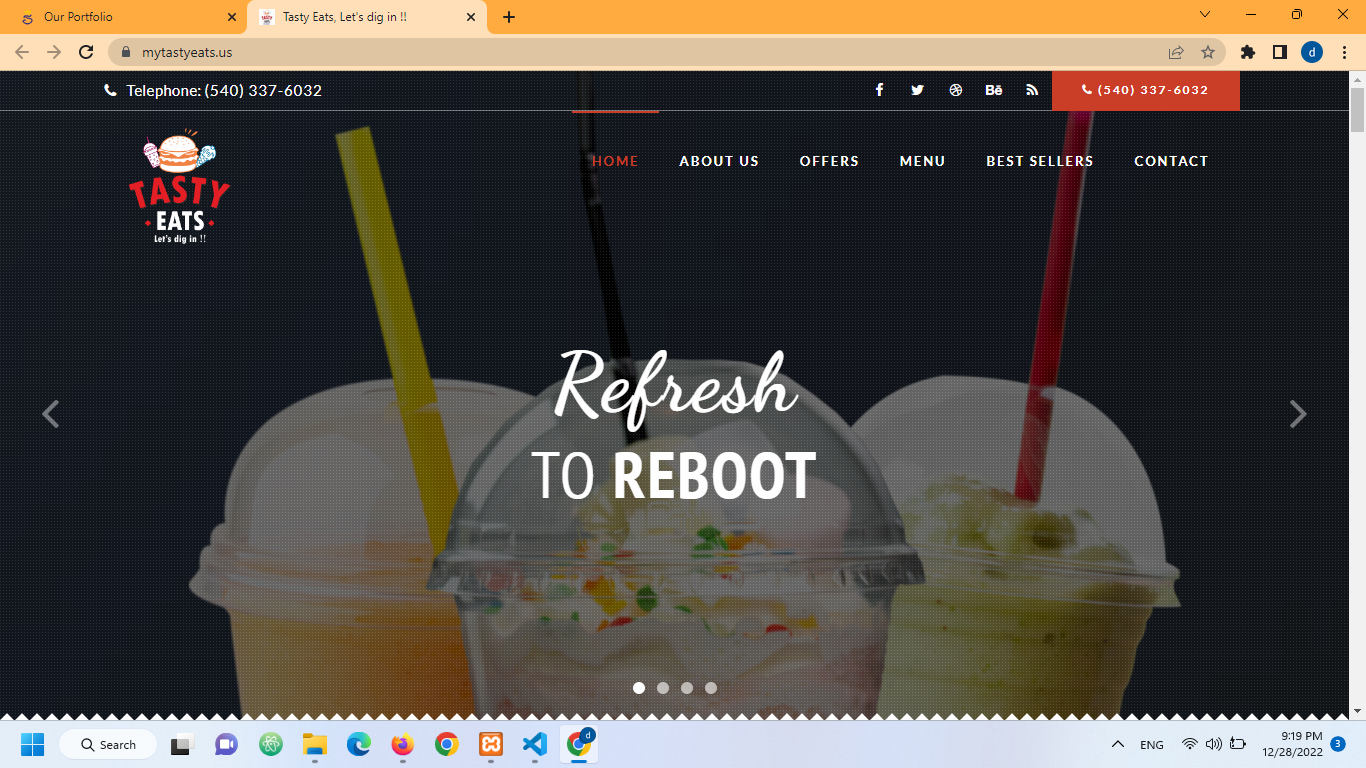 Our Portfolio
Tasty Eats, Let's dig in !!
mytastyeats.us
d
Telephone: (540) 337-6032
(540) 337-6032
TASTY
EATS
Let's dig in !!
HOME ABOUT US OFFERS MENU BEST SELLERS CONTACT
Refresh
TO REBOOT
Search
d
ENG
9:19 PM
12/28/2022
3